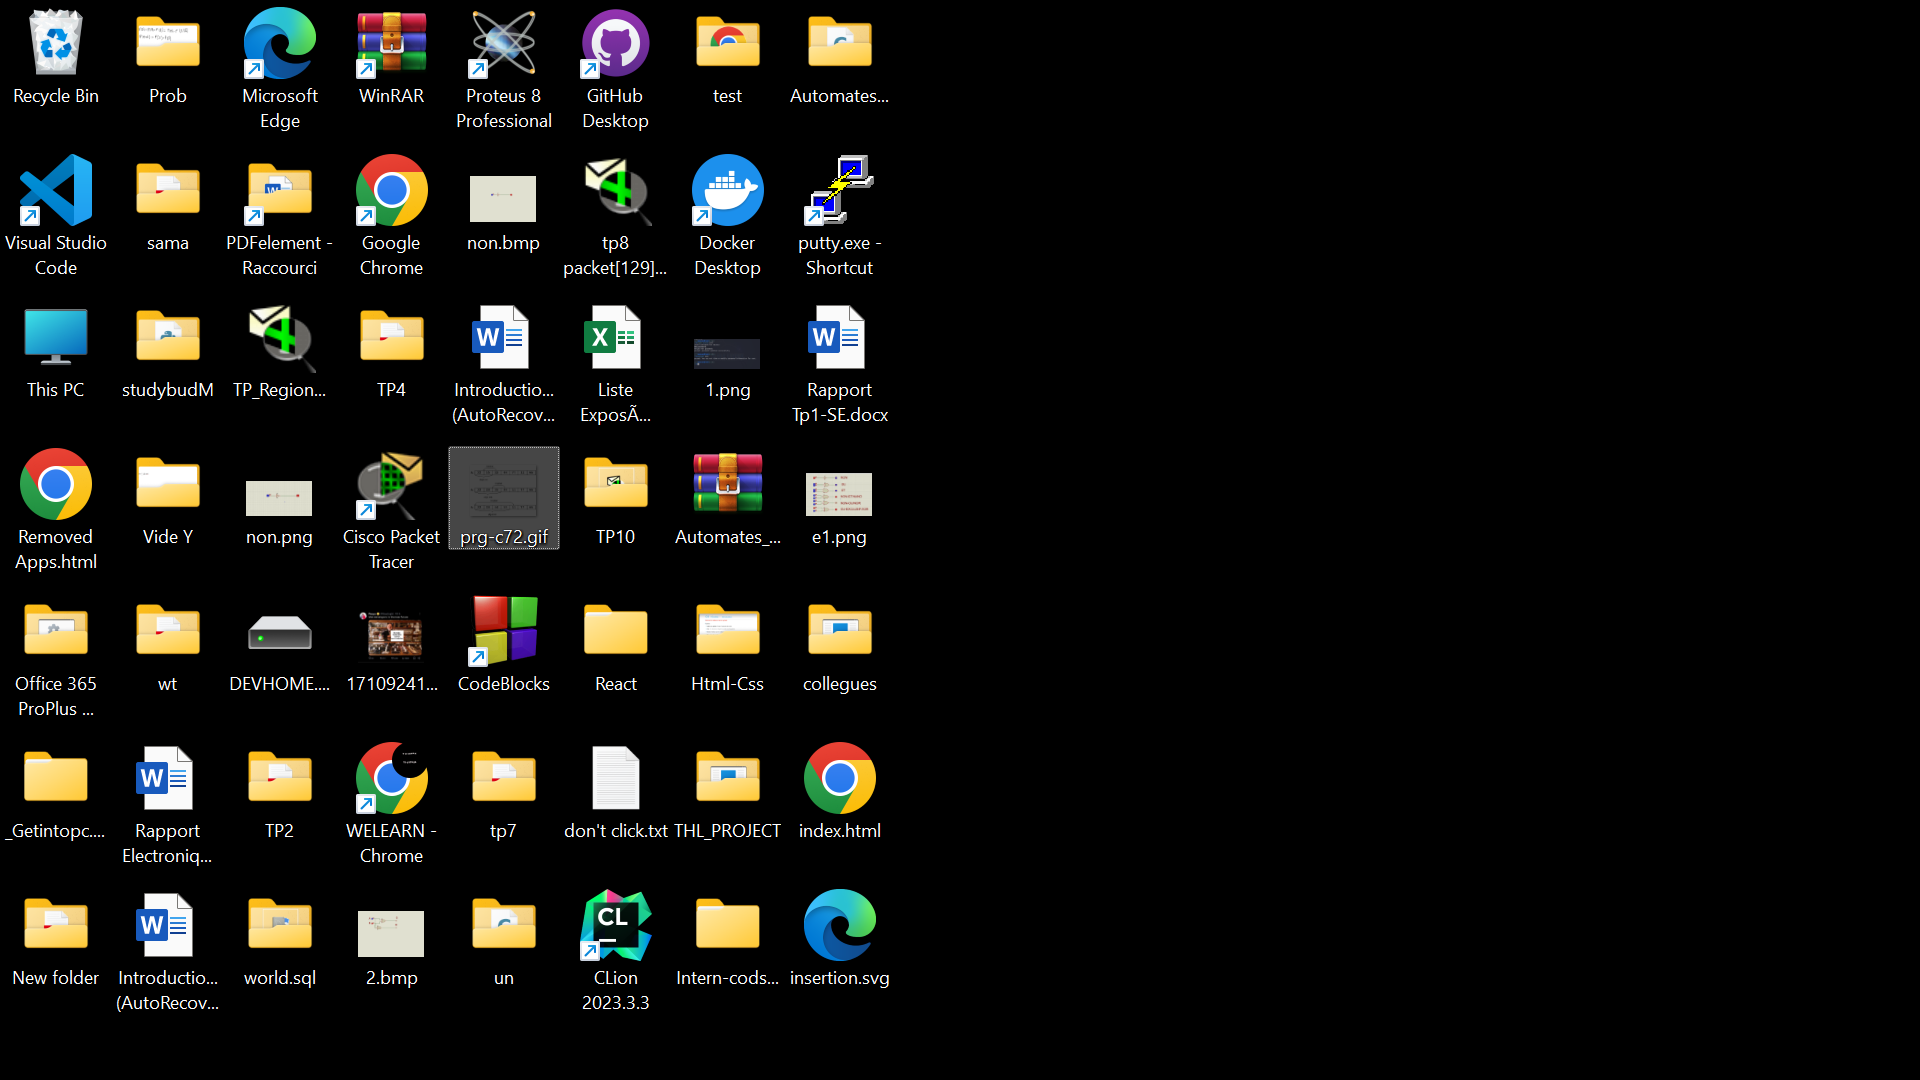 Recycle Bin
Prob
Microsoft
Edge
WinRAR
Proteus 8
Professional
GitHub
Desktop
test
Automates...
Visual Studio
Code
sama
PDFelement -
Raccourci
Google
Chrome
non.bmp
tp8
packet[129]...
Docker
Desktop
putty.exe -
Shortcut
This PC
studybudM
TP_Region...
TP4
Introductio...
(AutoRecov...
Liste
ExposÃ...
1.png
Rapport
Tp1-SE.docx
Removed
Apps.html
Vide Y
non.png
Cisco Packet
Tracer
prg-c72.gif
TP10
Automates_...
e1.png
Office 365
ProPlus ...
wt
DEVHOME....
17109241...
CodeBlocks
React
Html-Css
collegues
_Getintopc....
Rapport
Electroniq...
TP2
WELEARN -
Chrome
tp7
don't click.txt
THL_PROJECT
index.html
New folder
Introductio...
(AutoRecov...
world.sql
2.bmp
un
CL
CLion
2023.3.3
Intern-cods...
insertion.svg